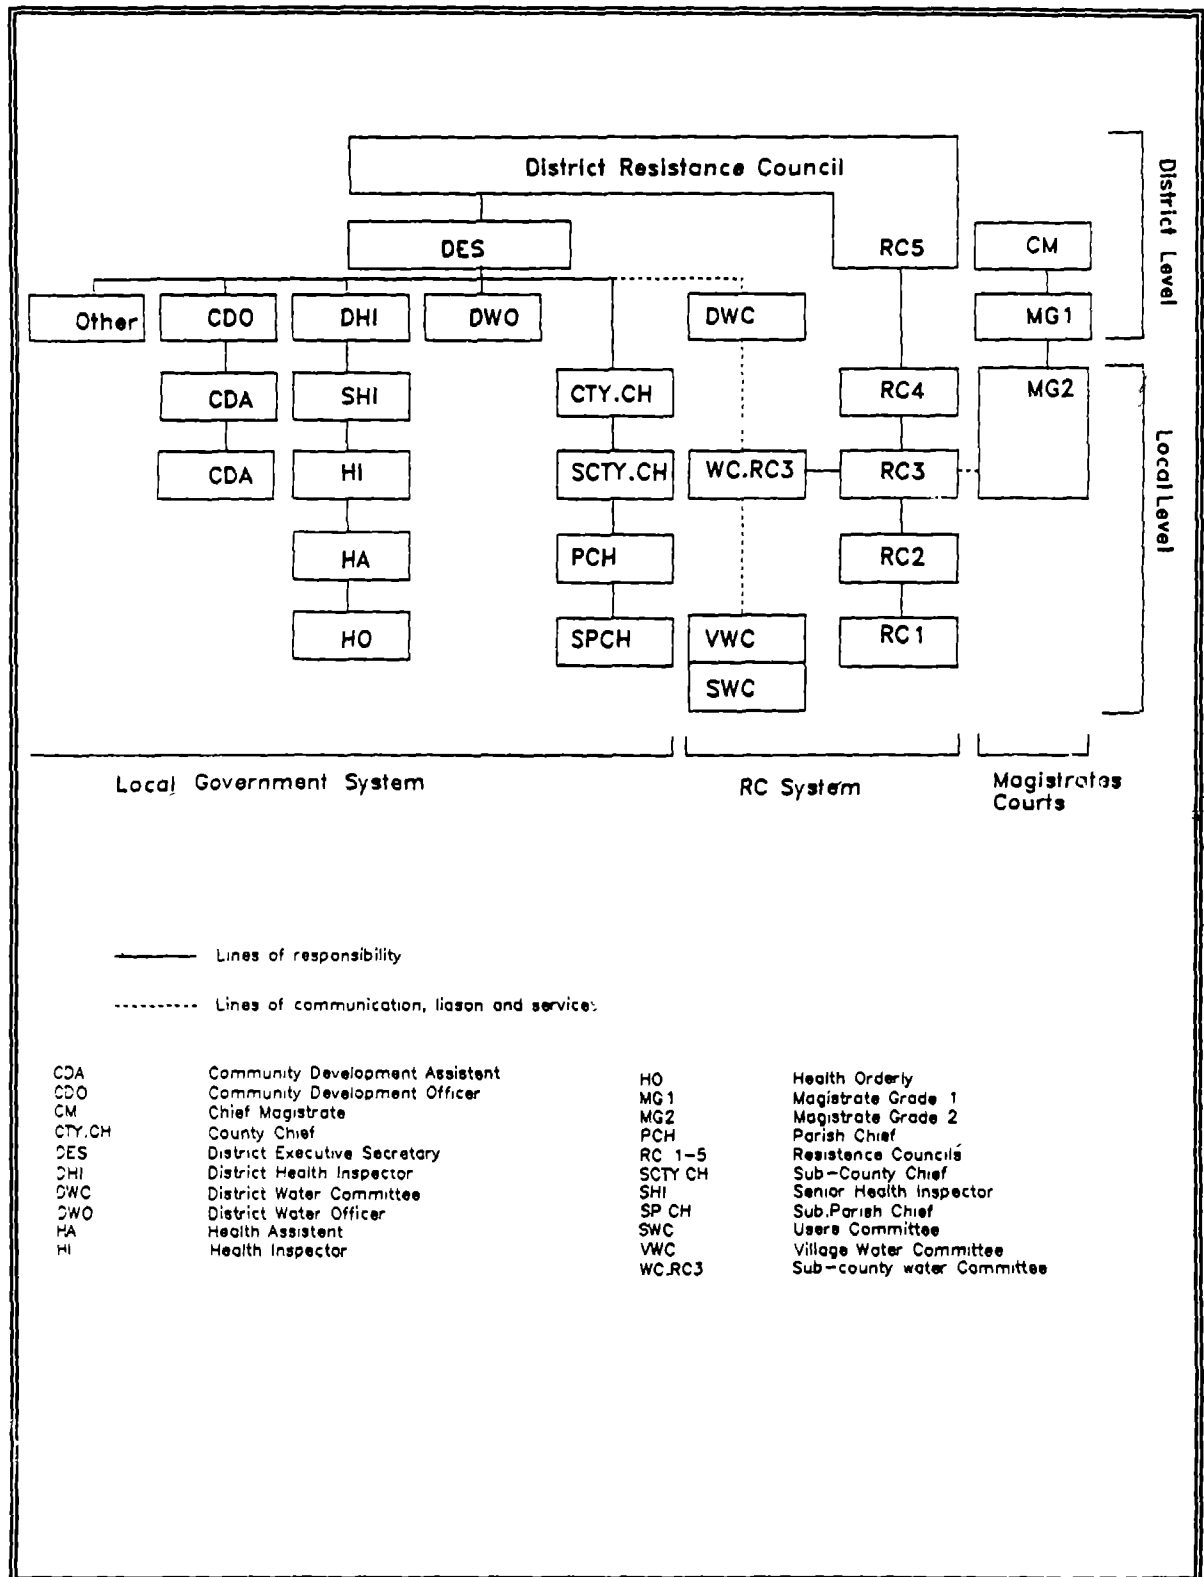 District Resistance Council
DES
RC5
CM
Other
CDO
DHI
DWO
DWC
MG1
District Level
CDA
SHI
CTY.CH
RC4
MG2
CDA
HI
SCTY.CH
WC.RC3
RC3
HA
PCH
RC2
HO
SPCH
VWC
RC1
SWC
Local Level
Local Government System
RC System
Magistrates
Courts
Lines of responsibility
Lines of communication, liason and services
CDA Community Development Assistent
CDO Community Development Officer
CM Chief Magistrate
CTY.CH County Chief
DES District Executive Secretary
DHI District Health Inspector
DWC District Water Committee
DWO District Water Officer
HA Health Assistent
HI Health Inspector
HO Health Orderly
MG1 Magistrate Grade 1
MG2 Magistrate Grade 2
PCH Parish Chief
RC 1-5 Resistence Councils
SCTY CH Sub-County Chief
SHI Senior Health Inspector
SP CH Sub.Parish Chief
SWC Users Committee
VWC Village Water Committee
WC.RC3 Sub-county water Committee